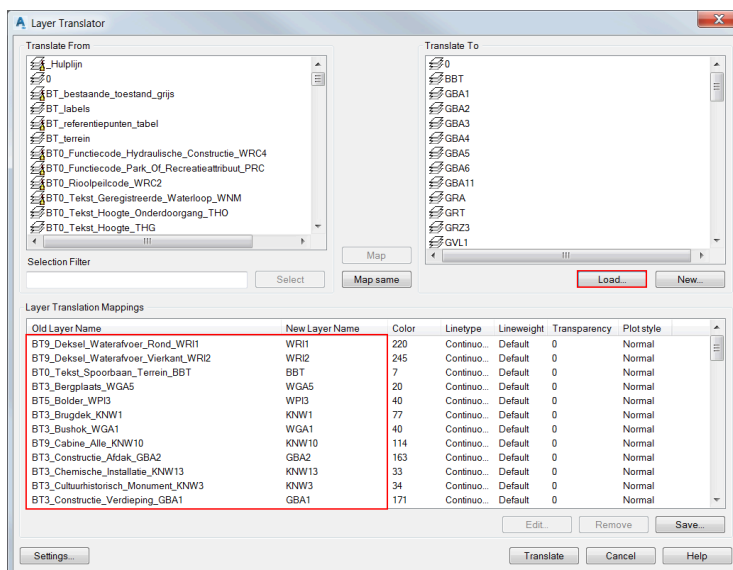 Layer Translator
Translate From
Translate To
_Hulplijn
0
BT_bestaande_toestand_grijs
BT_labels
BT_referentiepunten_tabel
BT_terrein
BT0_Functiecode_Hydraulische_Constructie_WRC4
BT0_Functiecode_Park_Of_Recreatieattribuut_PRC
BT0_Rioolpeilcode_WRC2
BT0_Tekst_Geregistreerde_Waterloop_WNM
BT0_Tekst_Hoogte_Onderdoorgang_THO
BT0_Tekst_Hoogte_THG
0
BBT
GBA1
GBA2
GBA3
GBA4
GBA5
GBA6
GBA11
GRA
GRT
GRZ3
GVL1
Selection Filter
Select
Map
Map same
Load...
New...
Layer Translation Mappings
Old Layer Name New Layer Name Color Linetype Lineweight Transparency Plot style
BT9_Deksel_Waterafvoer_Rond_WRI1 WRI1 220 Continuo... Default 0 Normal
BT9_Deksel_Waterafvoer_Vierkant_WRI2 WRI2 245 Continuo... Default 0 Normal
BT0_Tekst_Spoorbaan_Terrein_BBT BBT 7 Continuo... Default 0 Normal
BT3_Bergplaats_WGA5 WGA5 20 Continuo... Default 0 Normal
BT5_Bolder_WPI3 WPI3 40 Continuo... Default 0 Normal
BT3_Brugdek_KNW1 KNW1 77 Continuo... Default 0 Normal
BT3_Bushok_WGA1 WGA1 40 Continuo... Default 0 Normal
BT9_Cabine_Alle_KNW10 KNW10 114 Continuo... Default 0 Normal
BT3_Constructie_Afdak_GBA2 GBA2 163 Continuo... Default 0 Normal
BT3_Chemische_Installatie_KNW13 KNW13 33 Continuo... Default 0 Normal
BT3_Cultuurhistorisch_Monument_KNW3 KNW3 34 Continuo... Default 0 Normal
BT3_Constructie_Verdieping_GBA1 GBA1 171 Continuo... Default 0 Normal
Edit... Remove Save...
Settings... Translate Cancel Help